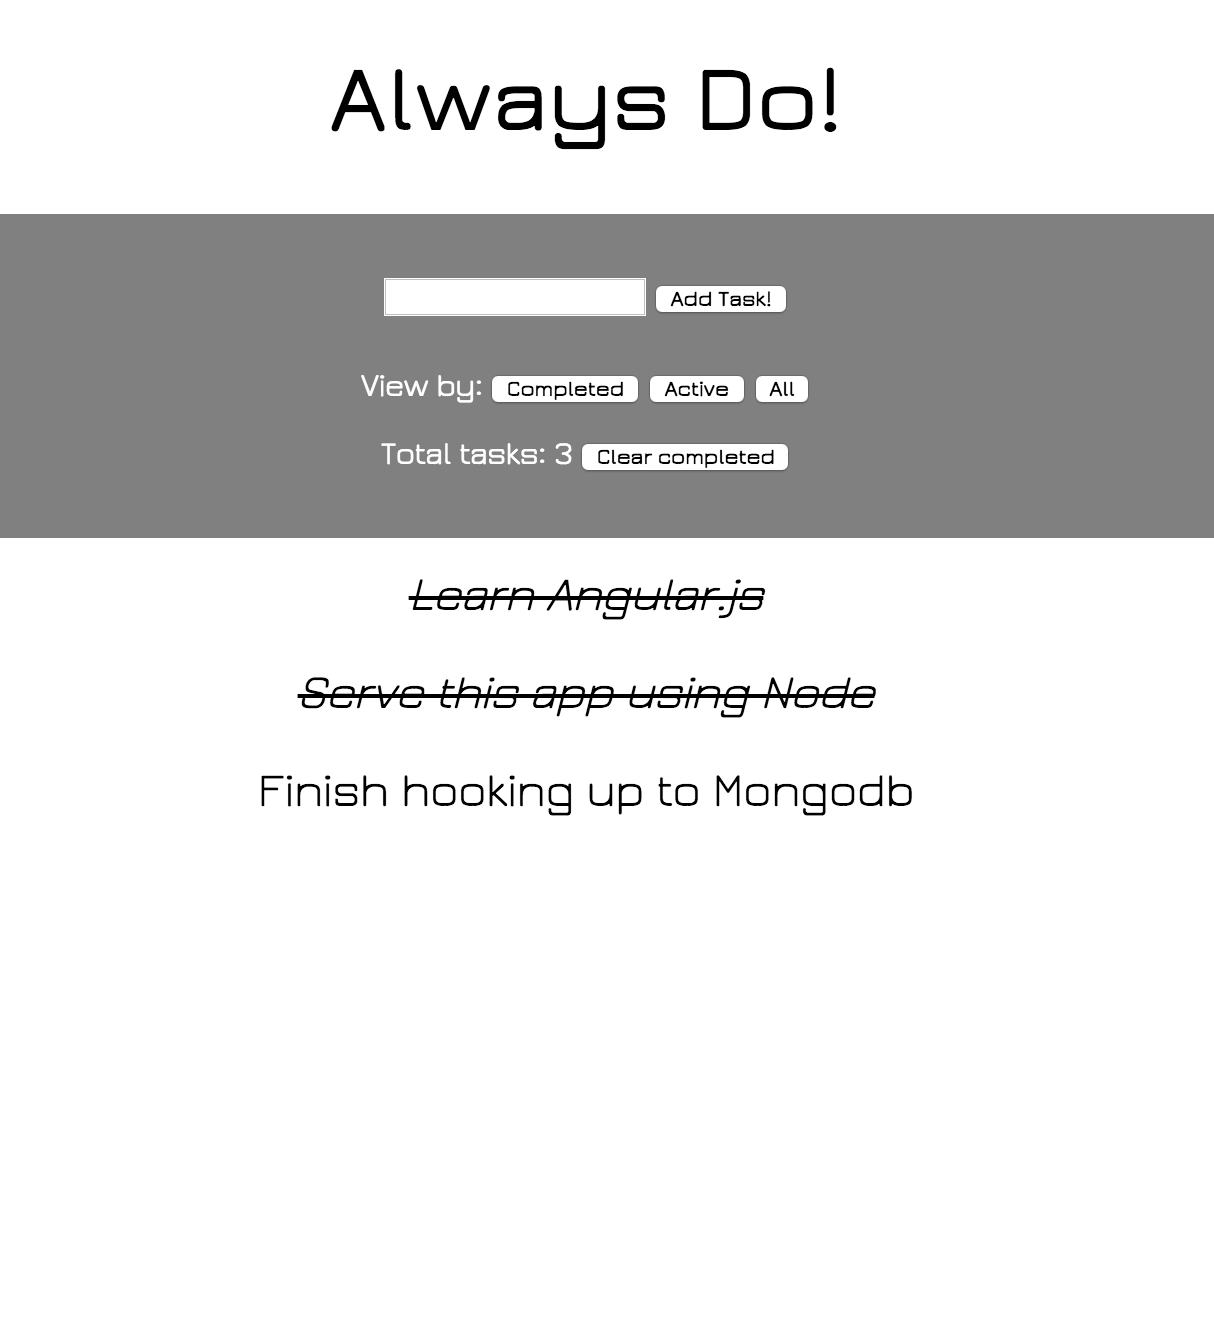 Always Do!
Add Task!
View by: Completed Active All
Total tasks: 3 Clear completed
Learn Angular.js
Serve this app using Node
Finish hooking up to Mongodb